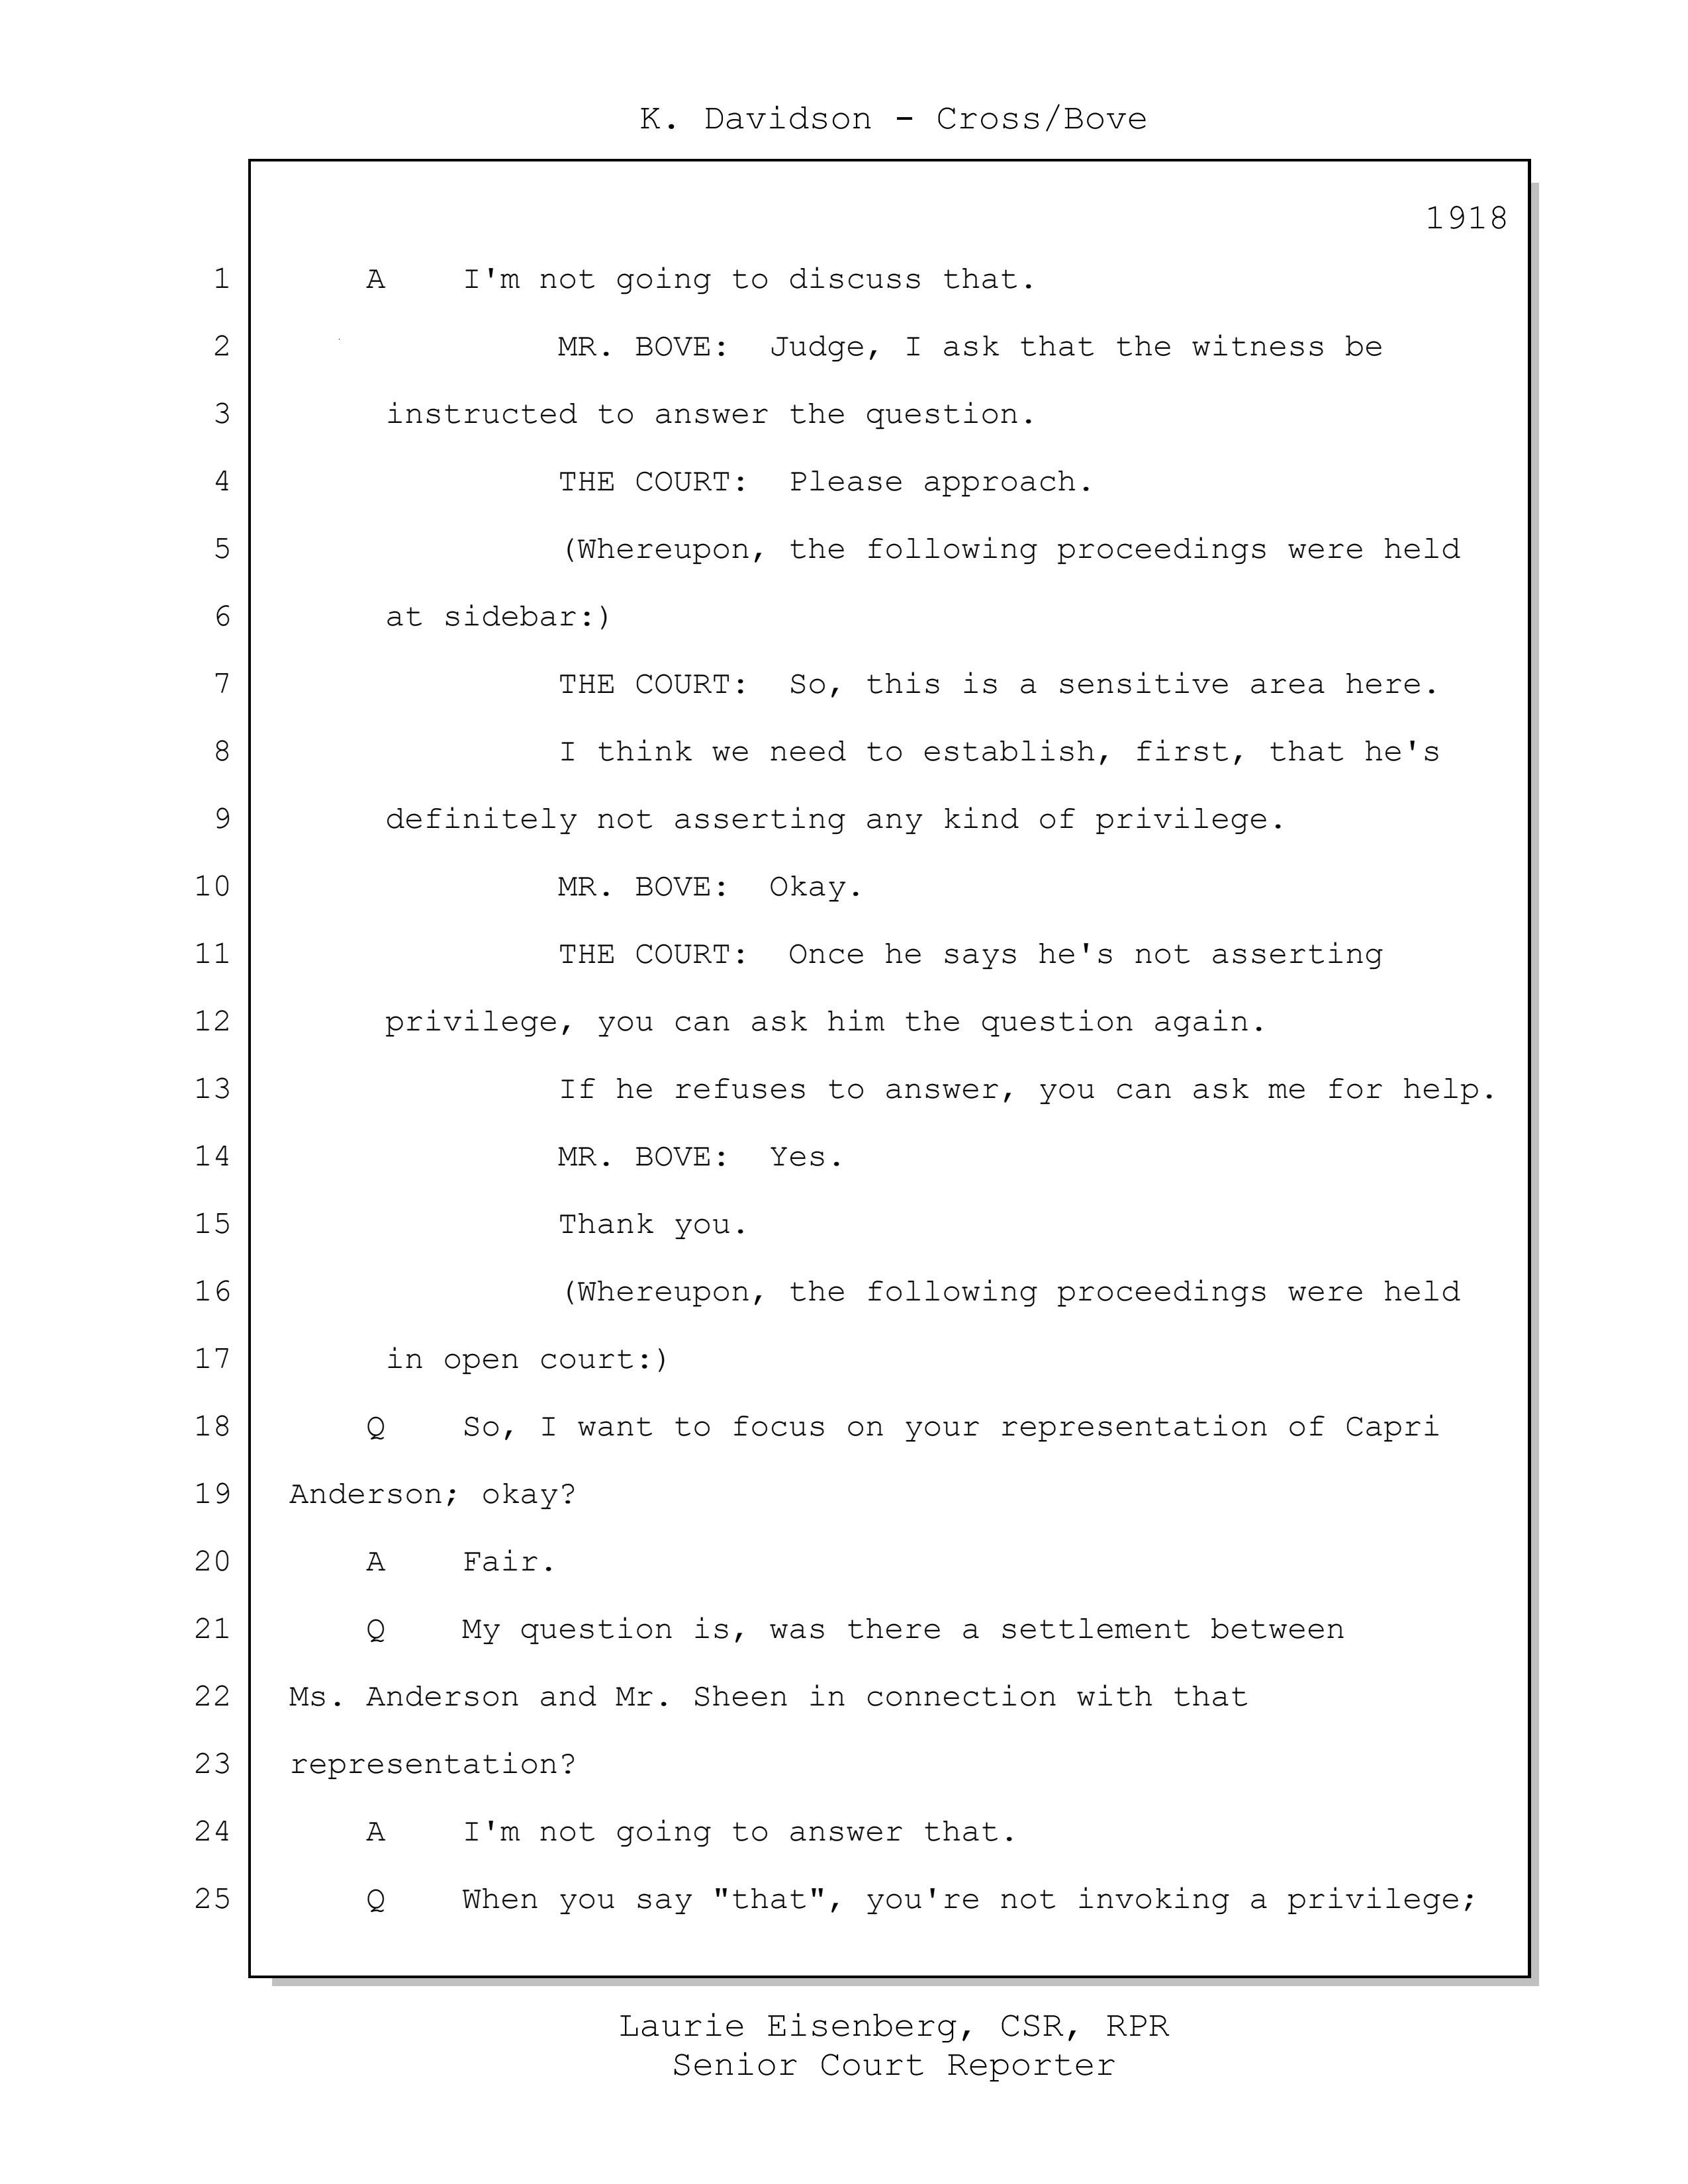 K. Davidson - Cross/Bove
1918
1 A I'm not going to discuss that.
2 MR. BOVE: Judge, I ask that the witness be
3 instructed to answer the question.
4 THE COURT: Please approach.
5 (Whereupon, the following proceedings were held
6 at sidebar:)
7 THE COURT: So, this is a sensitive area here.
8 I think we need to establish, first, that he's
9 definitely not asserting any kind of privilege.
10 MR. BOVE: Okay.
11 THE COURT: Once he says he's not asserting
12 privilege, you can ask him the question again.
13 If he refuses to answer, you can ask me for help.
14 MR. BOVE: Yes.
15 Thank you.
16 (Whereupon, the following proceedings were held
17 in open court:)
18 Q So, I want to focus on your representation of Capri
19 Anderson; okay?
20 A Fair.
21 Q My question is, was there a settlement between
22 Ms. Anderson and Mr. Sheen in connection with that
23 representation?
24 A I'm not going to answer that.
25 Q When you say "that", you're not invoking a privilege;
Laurie Eisenberg, CSR, RPR
Senior Court Reporter